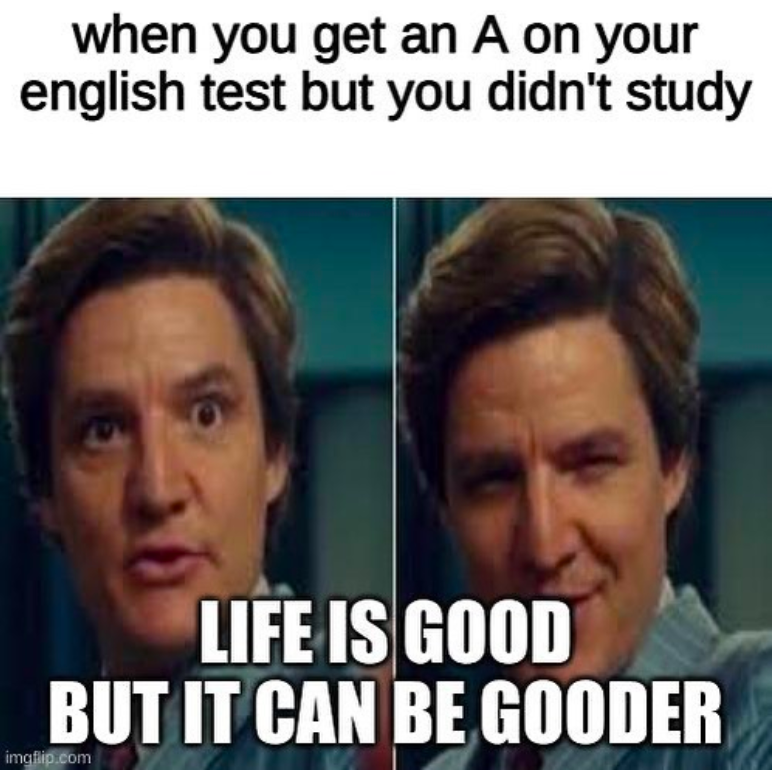 when you get an A on your
english test but you didn't study
LIFE IS GOOD
BUT IT CAN BE GOODER
imgflip.com